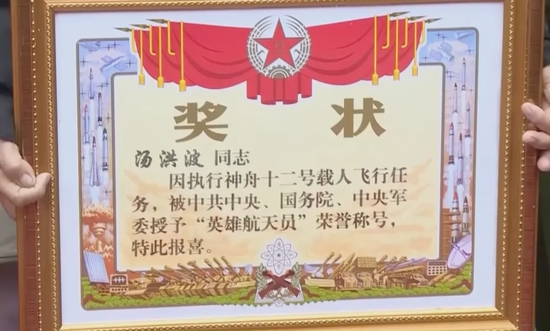 奖状
汤洪波 同志
因执行神舟十二号载人飞行任
务，被中共中央、国务院、中央军
委授予“英雄航天员”荣誉称号，
特此报喜。